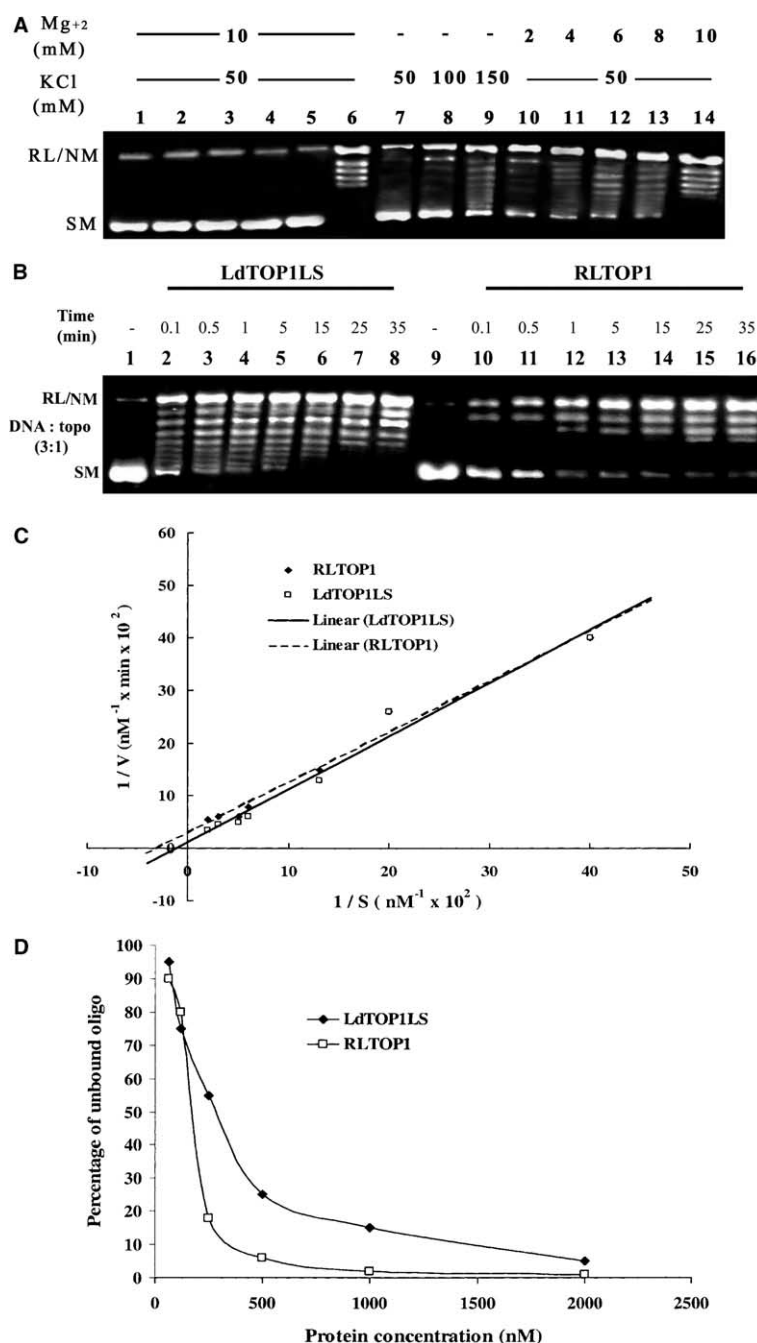 A
Mg+2 (mM) 10 - - - 2 4 6 8 10
KCl (mM) 50 50 100 150 50
1 2 3 4 5 6 7 8 9 10 11 12 13 14
RL/NM
SM
B
LdTOP1LS RLTOP1
Time (min) - 0.1 0.5 1 5 15 25 35 - 0.1 0.5 1 5 15 25 35
1 2 3 4 5 6 7 8 9 10 11 12 13 14 15 16
RL/NM
DNA : topo
(3:1)
SM
C
60
50
40
30
20
10
0
-10
1 / V (nM-1 x min x 10 2)
RLTOP1
LdTOP1LS
Linear (LdTOP1LS)
Linear (RLTOP1)
-10 0 10 20 30 40 50
1 / S ( nM-1 x 10 2)
D
100
90
80
70
60
50
40
30
20
10
0
Percentage of unbound oligo
LdTOP1LS
RLTOP1
0 500 1000 1500 2000 2500
Protein concentration (nM)